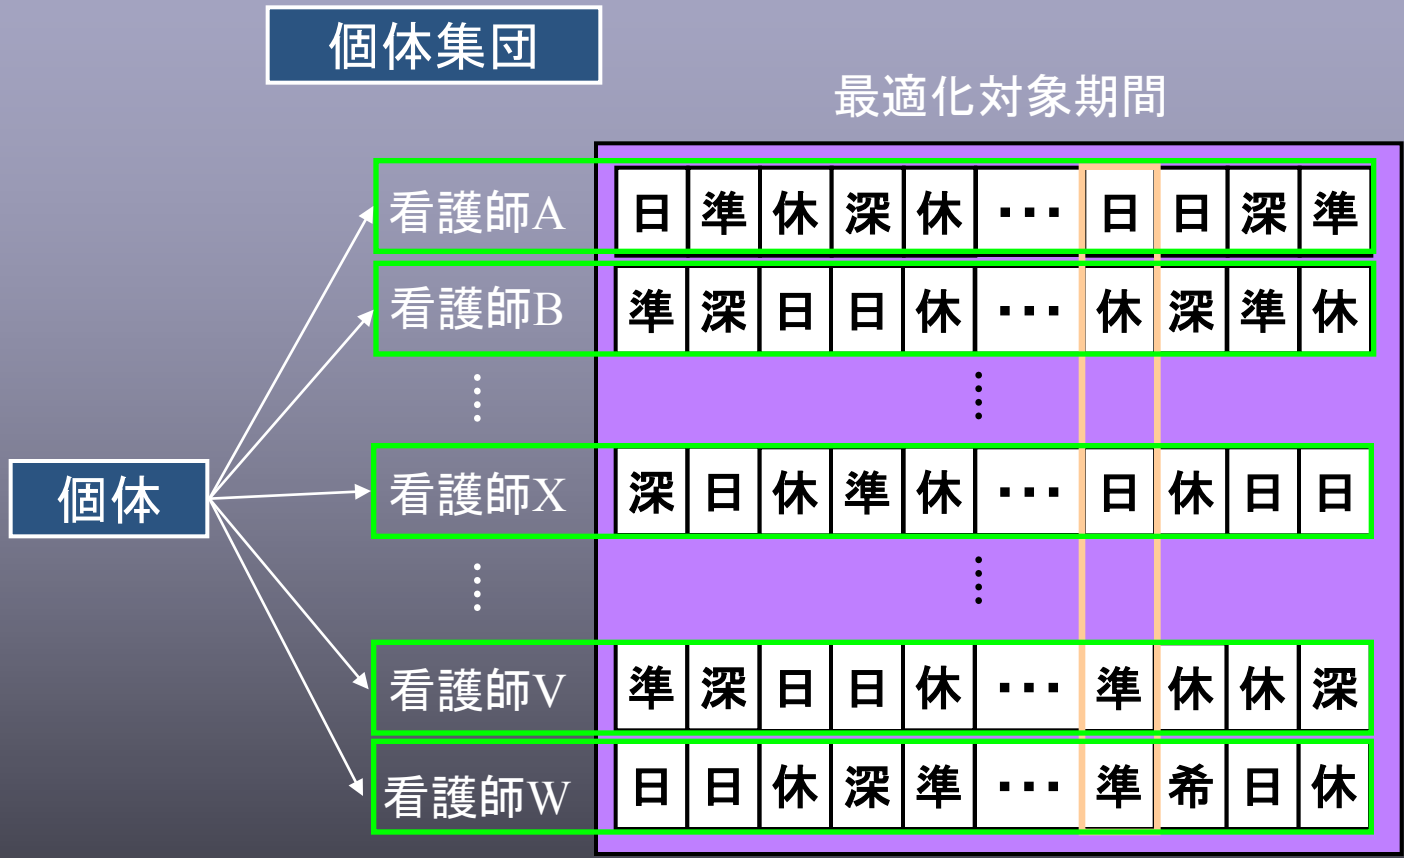 個体集団
最適化対象期間
看護師A 日 準 休 深 休 ・・・ 日 日 深 準
看護師B 準 深 日 日 休 ・・・ 休 深 準 休
個体
看護師X 深 日 休 準 休 ・・・ 日 休 日 日
看護師V 準 深 日 日 休 ・・・ 準 休 休 深
看護師W 日 日 休 深 準 ・・・ 準 希 日 休